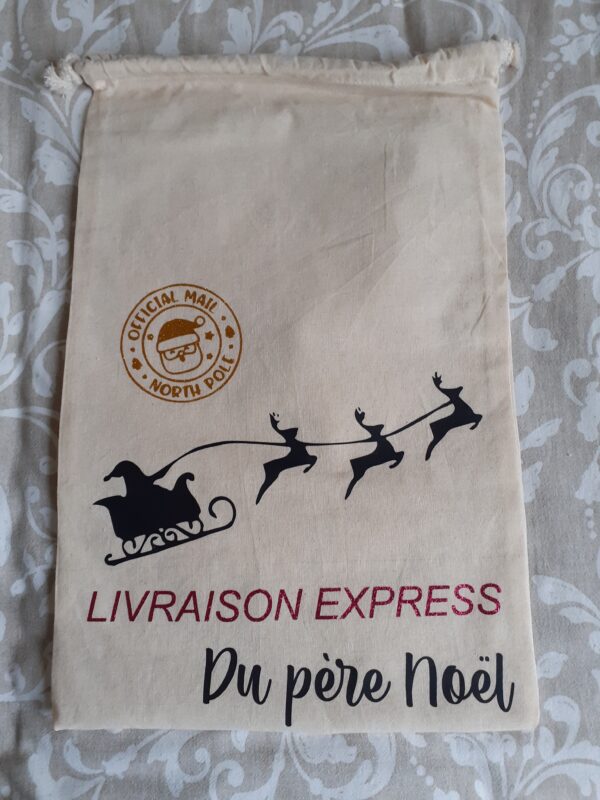 OFFICIAL MAIL
NORTH POLE
LIVRAISON EXPRESS
Du père Noël